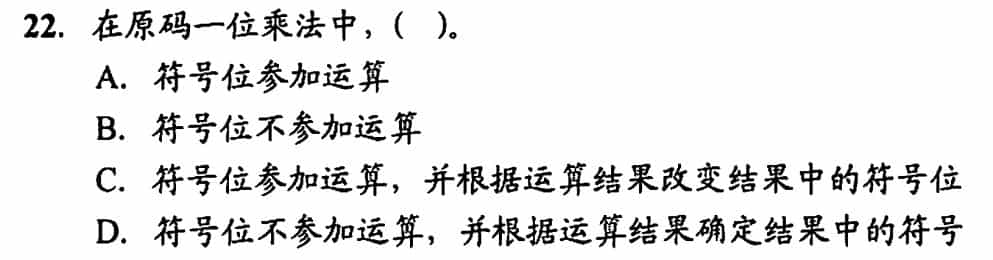 22. 在原码一位乘法中，( )。
A. 符号位参加运算
B. 符号位不参加运算
C. 符号位参加运算，并根据运算结果改变结果中的符号位
D. 符号位不参加运算，并根据运算结果确定结果中的符号